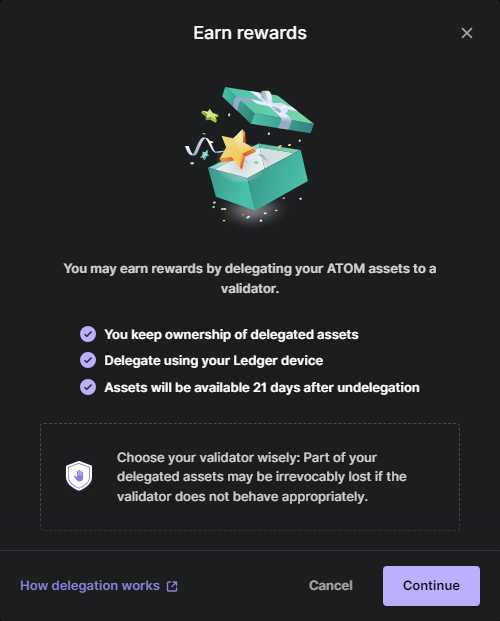 Earn rewards
You may earn rewards by delegating your ATOM assets to a
validator.
You keep ownership of delegated assets
Delegate using your Ledger device
Assets will be available 21 days after undelegation
Choose your validator wisely: Part of your
delegated assets may be irrevocably lost if the
validator does not behave appropriately.
How delegation works
Cancel
Continue